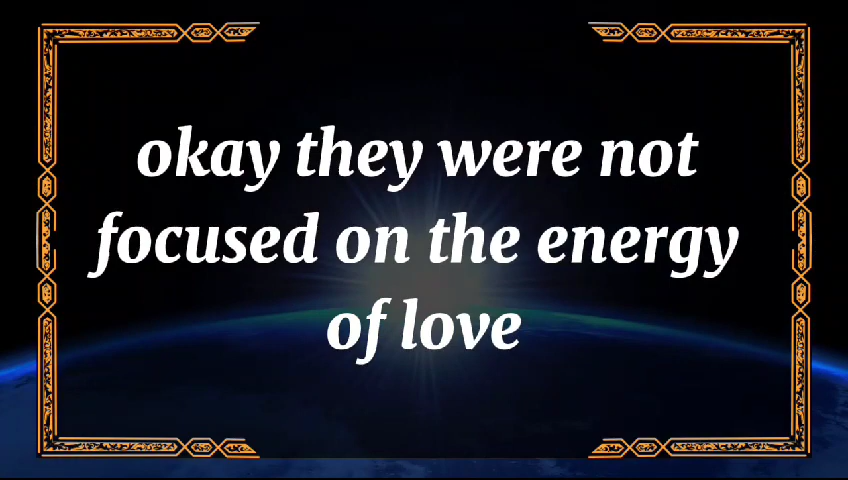 okay they were not
focused on the energy
of love